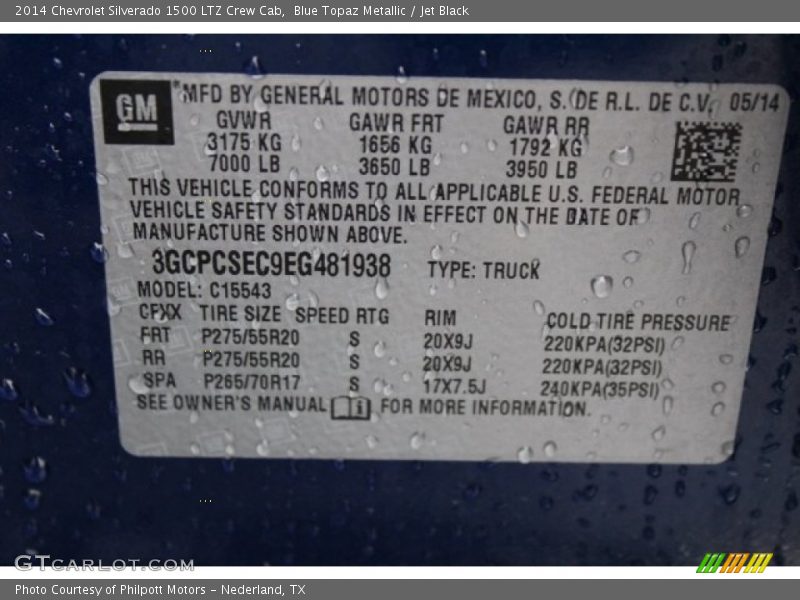 2014 Chevrolet Silverado 1500 LTZ Crew Cab, Blue Topaz Metallic / Jet Black
GM
MFD BY GENERAL MOTORS DE MEXICO, S. DE R.L. DE C.V. 05/14
GVWR GAWR FRT GAWR RR
3175 KG 1656 KG 1792 KG
7000 LB 3650 LB 3950 LB
THIS VEHICLE CONFORMS TO ALL APPLICABLE U.S. FEDERAL MOTOR
VEHICLE SAFETY STANDARDS IN EFFECT ON THE DATE OF
MANUFACTURE SHOWN ABOVE.
3GCPCSEC9EG481938 TYPE: TRUCK
MODEL: C15543
CFXX TIRE SIZE SPEED RTG RIM COLD TIRE PRESSURE
FRT P275/55R20 S 20X9J 220KPA(32PSI)
RR P275/55R20 S 20X9J 220KPA(32PSI)
SPA P265/70R17 S 17X7.5J 240KPA(35PSI)
SEE OWNER'S MANUAL FOR MORE INFORMATION.
GTCARLOT.COM
Photo Courtesy of Philpott Motors - Nederland, TX